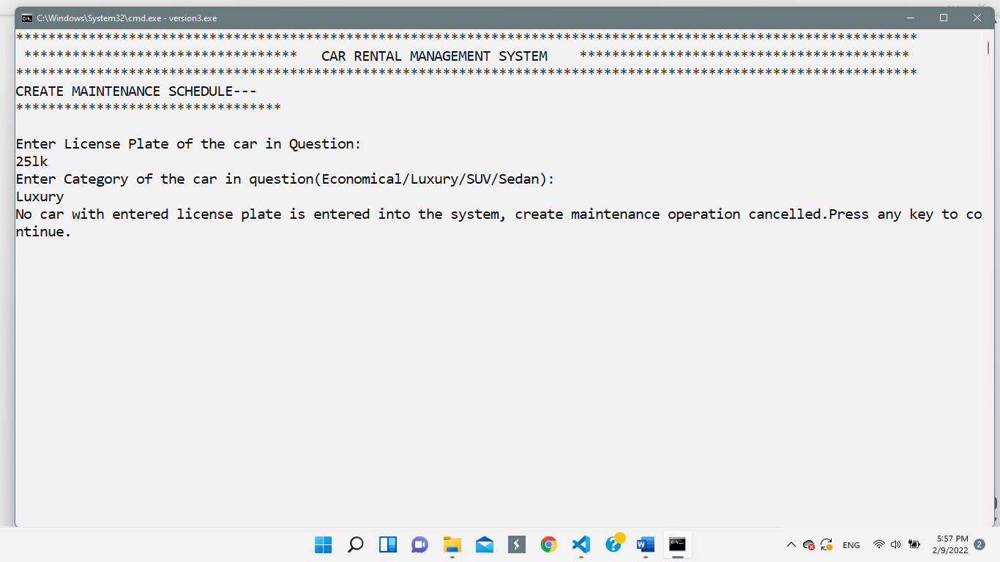 C:\Windows\System32\cmd.exe - version3.exe
****************************************************************************************************************
********************************** CAR RENTAL MANAGEMENT SYSTEM *****************************************
****************************************************************************************************************
CREATE MAINTENANCE SCHEDULE---
*********************************
Enter License Plate of the car in Question:
25lk
Enter Category of the car in question(Economical/Luxury/SUV/Sedan):
Luxury
No car with entered license plate is entered into the system, create maintenance operation cancelled.Press any key to co
ntinue.
ENG
5:57 PM
2/9/2022
2